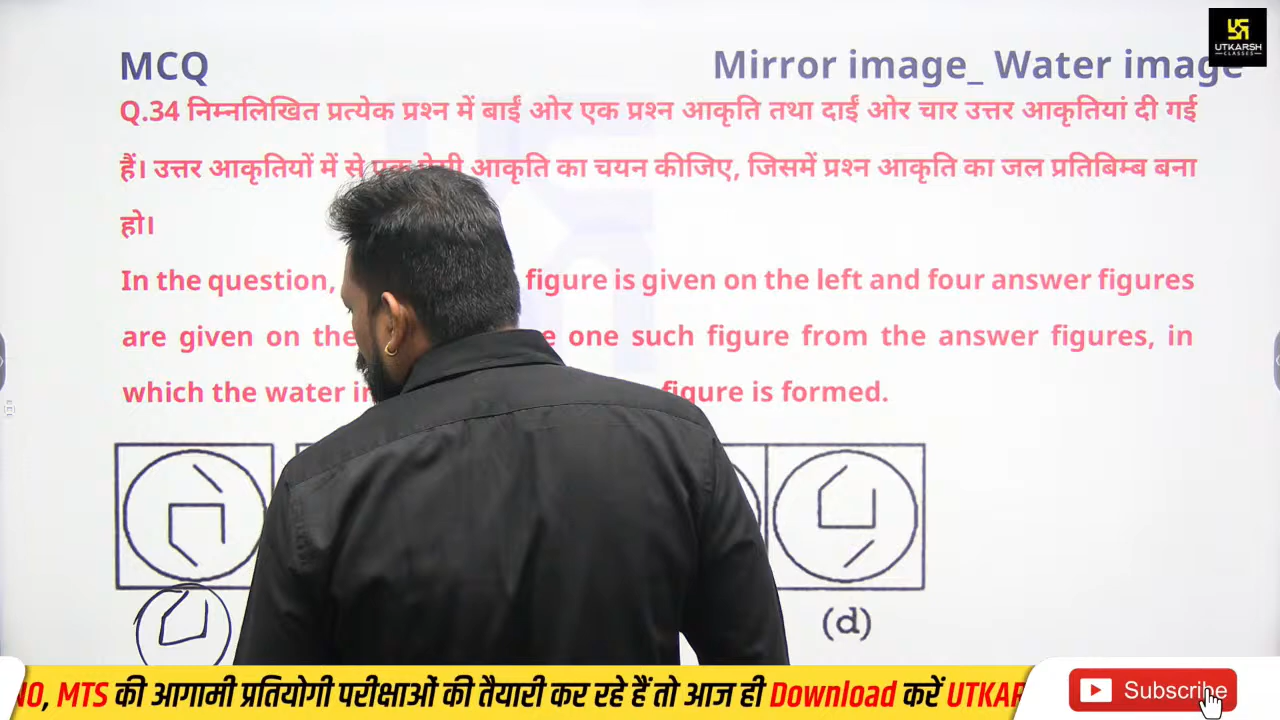 UTKARSH
CLASSES
MCQ
Mirror image_ Water image
Q.34 निम्नलिखित प्रत्येक प्रश्न में बाईं ओर एक प्रश्न आकृति तथा दाईं ओर चार उत्तर आकृतियां दी गई
हैं। उत्तर आकृतियों में से आकृति का चयन कीजिए, जिसमें प्रश्न आकृति का जल प्रतिबिम्ब बना
हो।
In the question, figure is given on the left and four answer figures
are given on the one such figure from the answer figures, in
which the water figure is formed.
(d)
MTS की आगामी प्रतियोगी परीक्षाओं की तैयारी कर रहे हैं तो आज ही Download करें
Subscribe